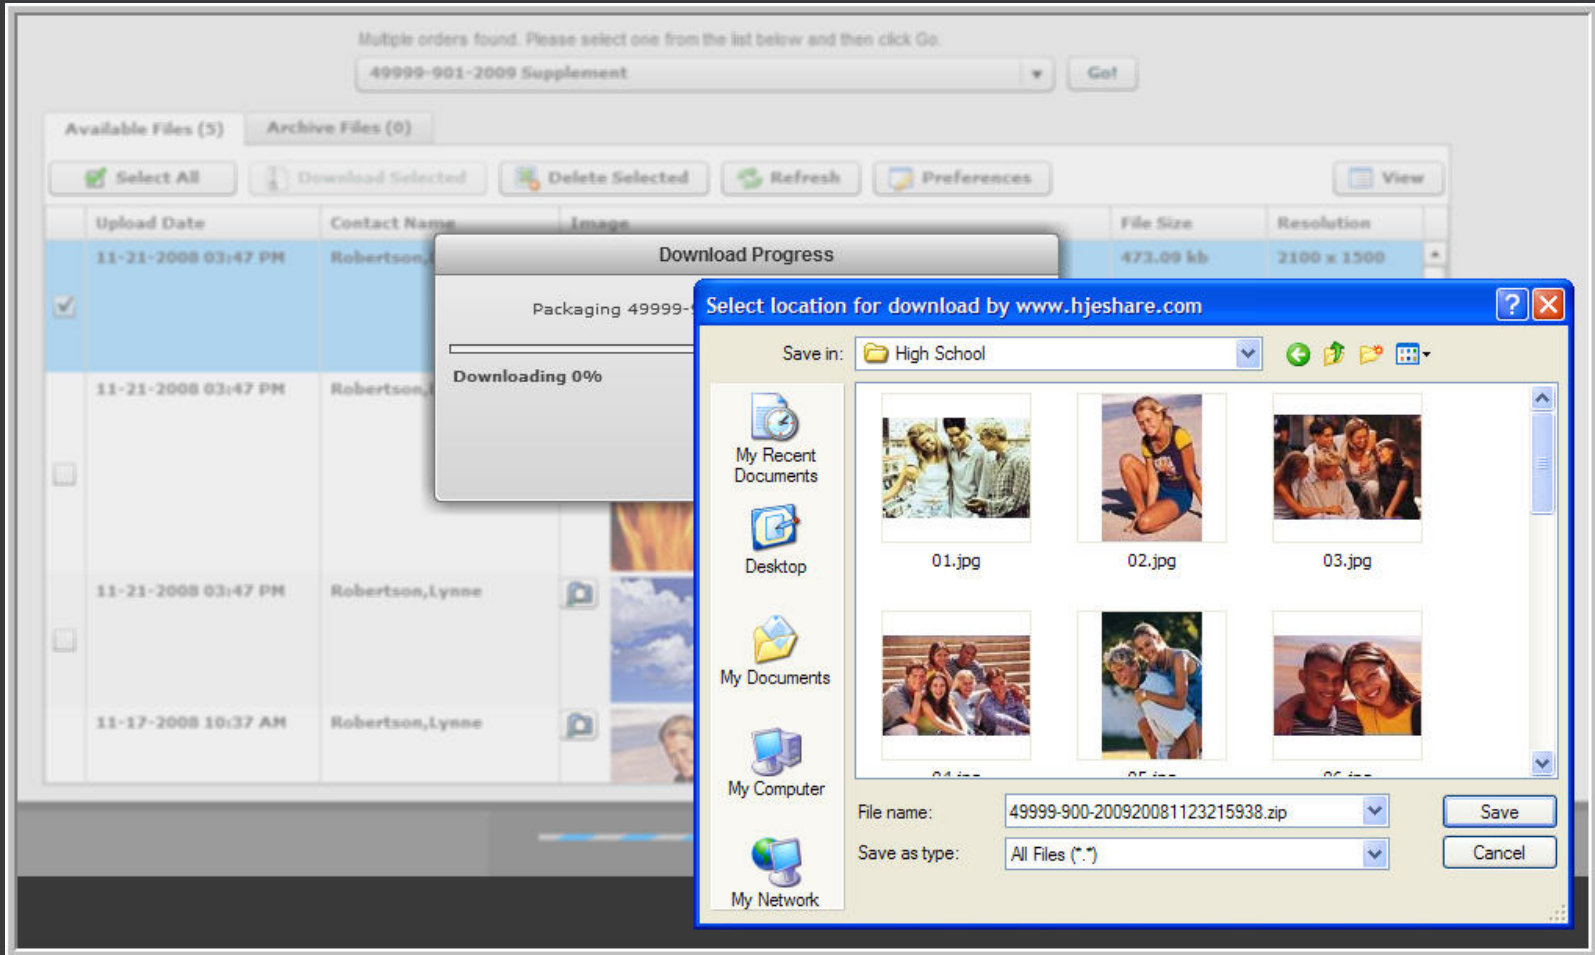 Multiple orders found. Please select one from the list below and then click Go.
49999-901-2009 Supplement
Go!
Available Files (5)
Archive Files (0)
Select All
Download Selected
Delete Selected
Refresh
Preferences
View
Upload Date
Contact Name
Image
File Size
Resolution
11-21-2008 03:47 PM
Robertson,
473.09 kb
2100 x 1500
11-21-2008 03:47 PM
Robertson,
11-21-2008 03:47 PM
Robertson,Lynne
11-17-2008 10:37 AM
Robertson,Lynne
Download Progress
Packaging 49999-
Downloading 0%
Select location for download by www.hjeshare.com
Save in:
High School
My Recent
Documents
Desktop
My Documents
My Computer
My Network
01.jpg
02.jpg
03.jpg
File name:
49999-900-200920081123215938.zip
Save
Save as type:
All Files (*.*)
Cancel